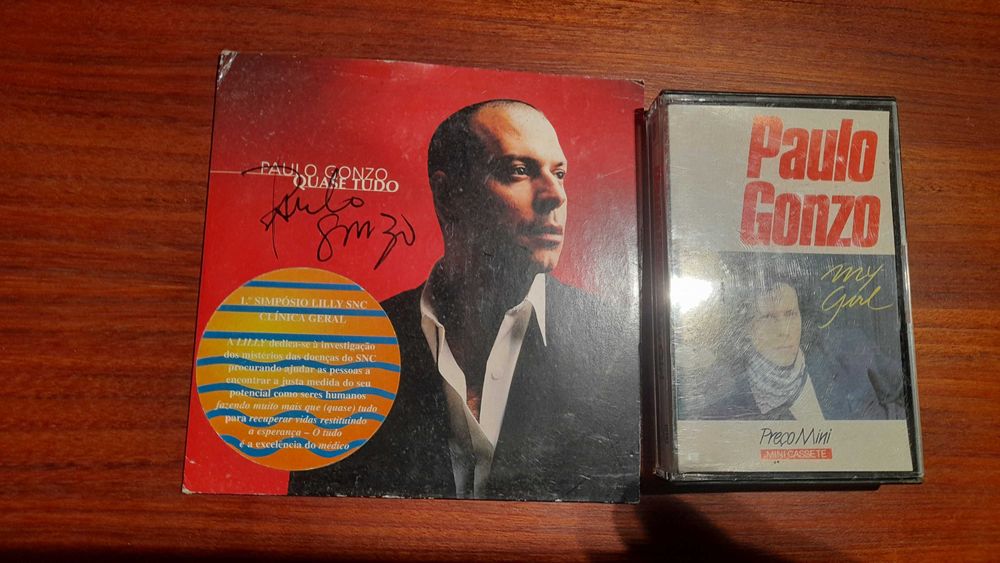 PAULO GONZO
QUASE TUDO
Paulo
Gonzo
1.º SIMPÓSIO LILLY SNC
CLÍNICA GERAL
A LILLY dedica-se à investigação
dos mistérios das doenças do SNC
procurando ajudar as pessoas a
encontrar a justa medida do seu
potencial como seres humanos
fazendo muito mais que (quase) tudo
para recuperar vidas restituindo
a esperança – O tudo
é a excelência do médico
Paulo
Gonzo
my
girl
Preço Mini
MINI CASSETE